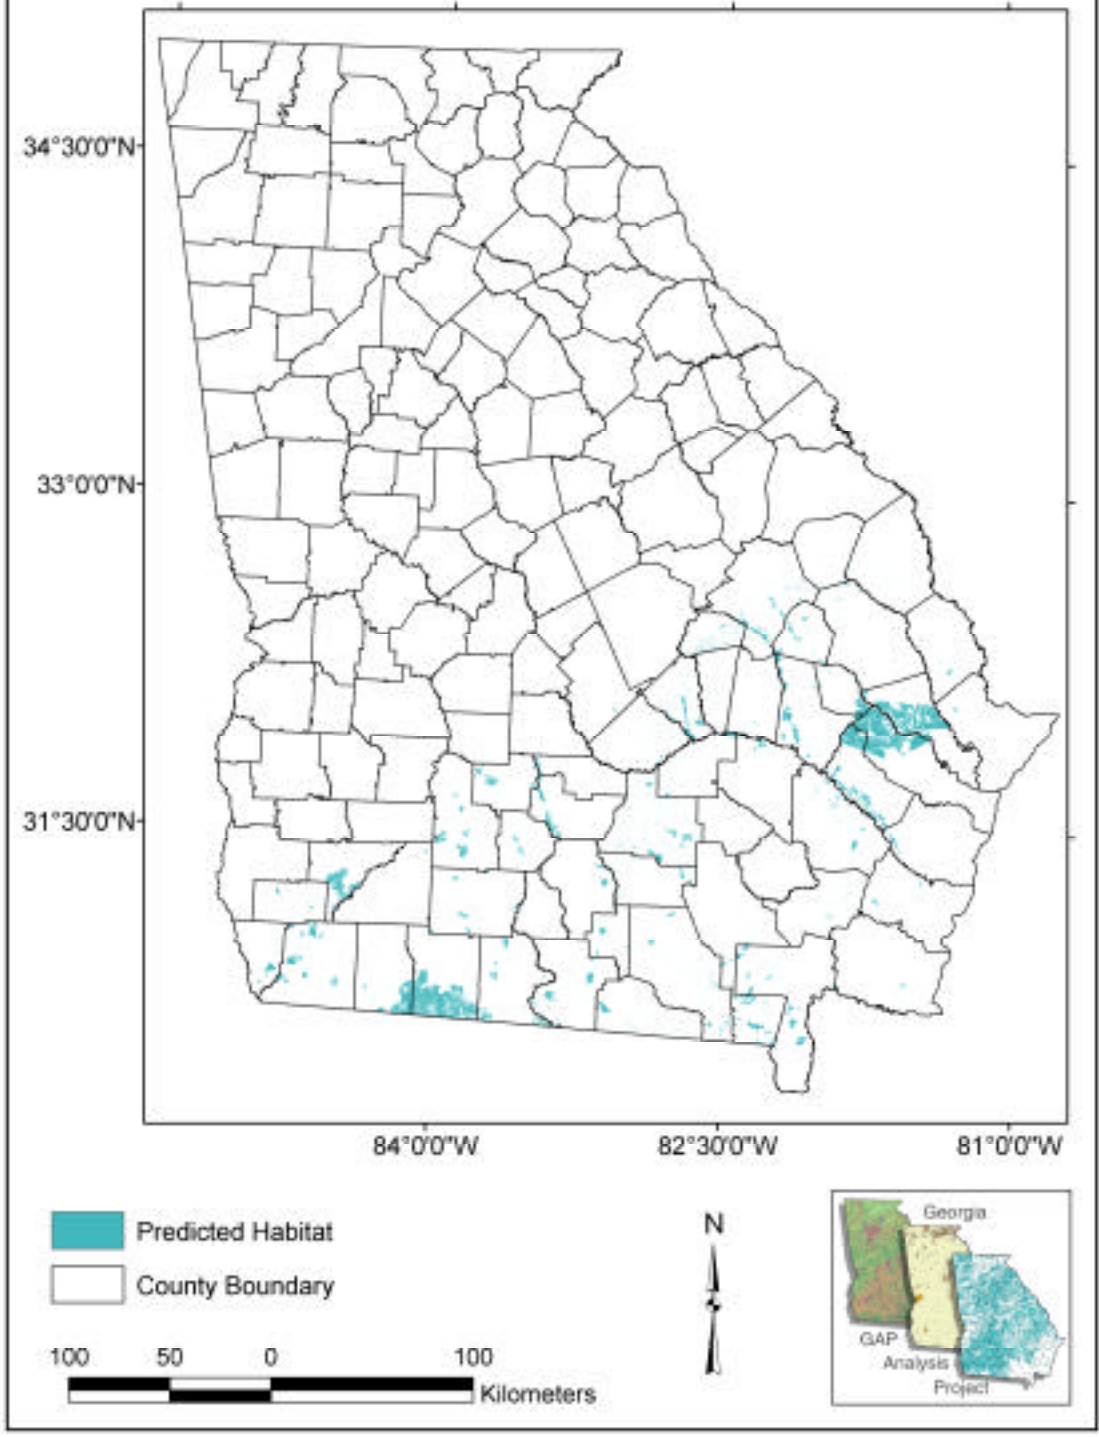 34°30'0"N
33°0'0"N
31°30'0"N
84°0'0"W 82°30'0"W 81°0'0"W
Predicted Habitat
County Boundary
N
100 50 0 100
Kilometers
Georgia
GAP
Analysis
Project